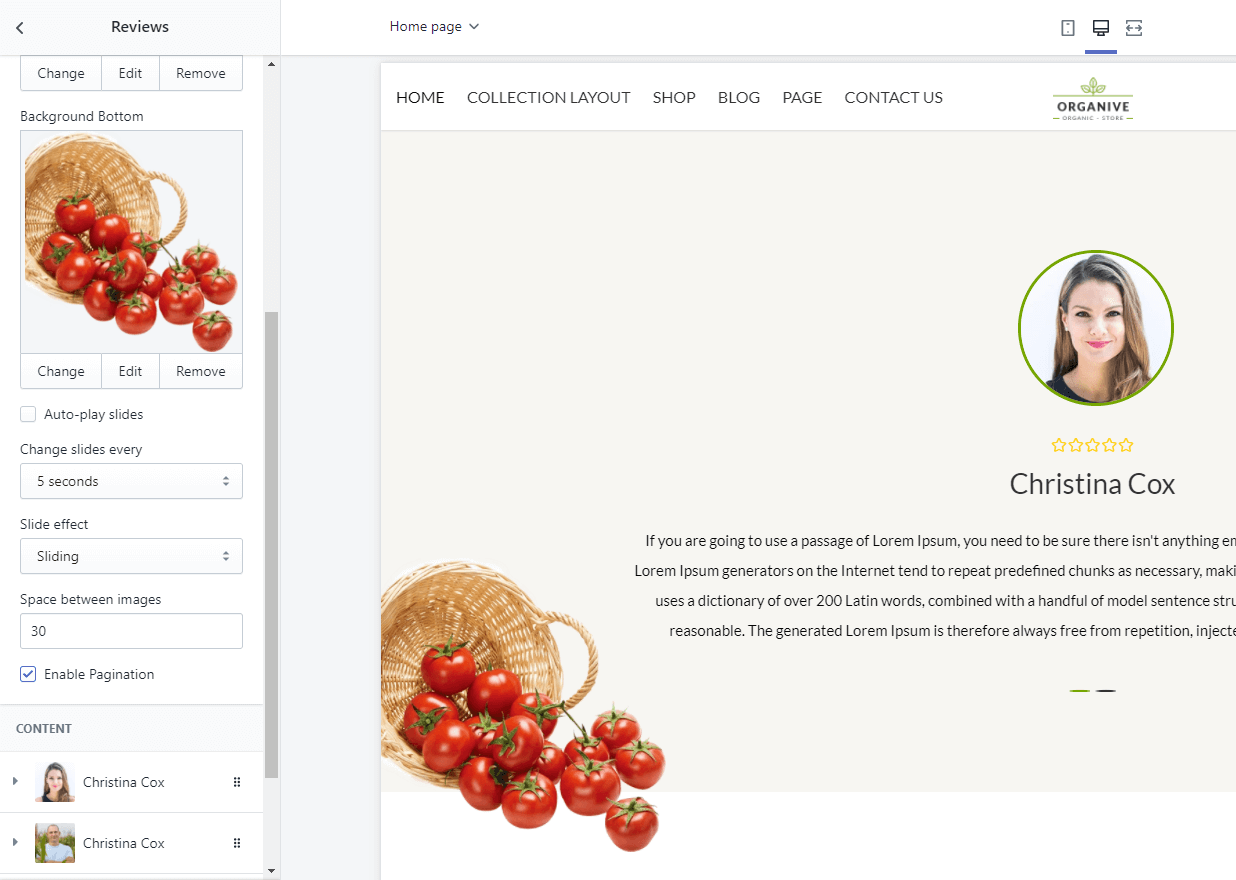 Reviews
Home page
Change Edit Remove
Background Bottom
Change Edit Remove
Auto-play slides
Change slides every
5 seconds
Slide effect
Sliding
Space between images
30
Enable Pagination
CONTENT
Christina Cox
Christina Cox
HOME COLLECTION LAYOUT SHOP BLOG PAGE CONTACT US
ORGANIVE
ORGANIC - STORE
Christina Cox
If you are going to use a passage of Lorem Ipsum, you need to be sure there isn't anything em
Lorem Ipsum generators on the Internet tend to repeat predefined chunks as necessary, maki
uses a dictionary of over 200 Latin words, combined with a handful of model sentence stru
reasonable. The generated Lorem Ipsum is therefore always free from repetition, injecte